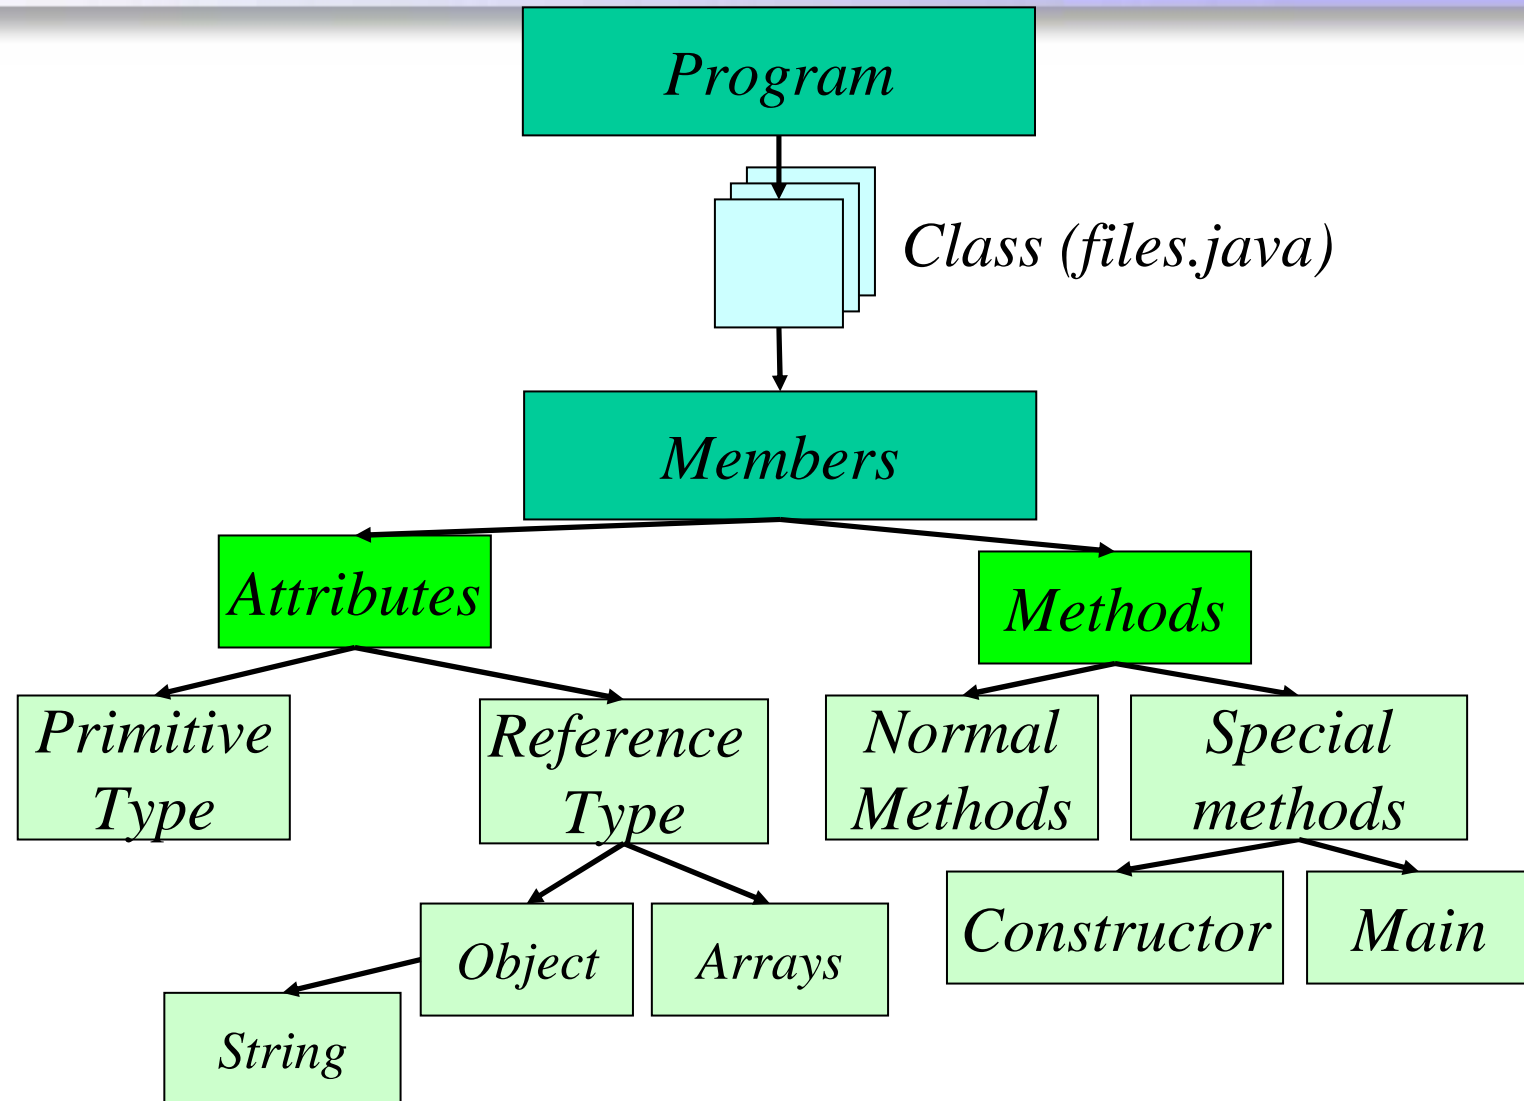 Program
Class (files.java)
Members
Attributes
Methods
Primitive
Type
Reference
Type
Normal
Methods
Special
methods
Object
Arrays
Constructor
Main
String